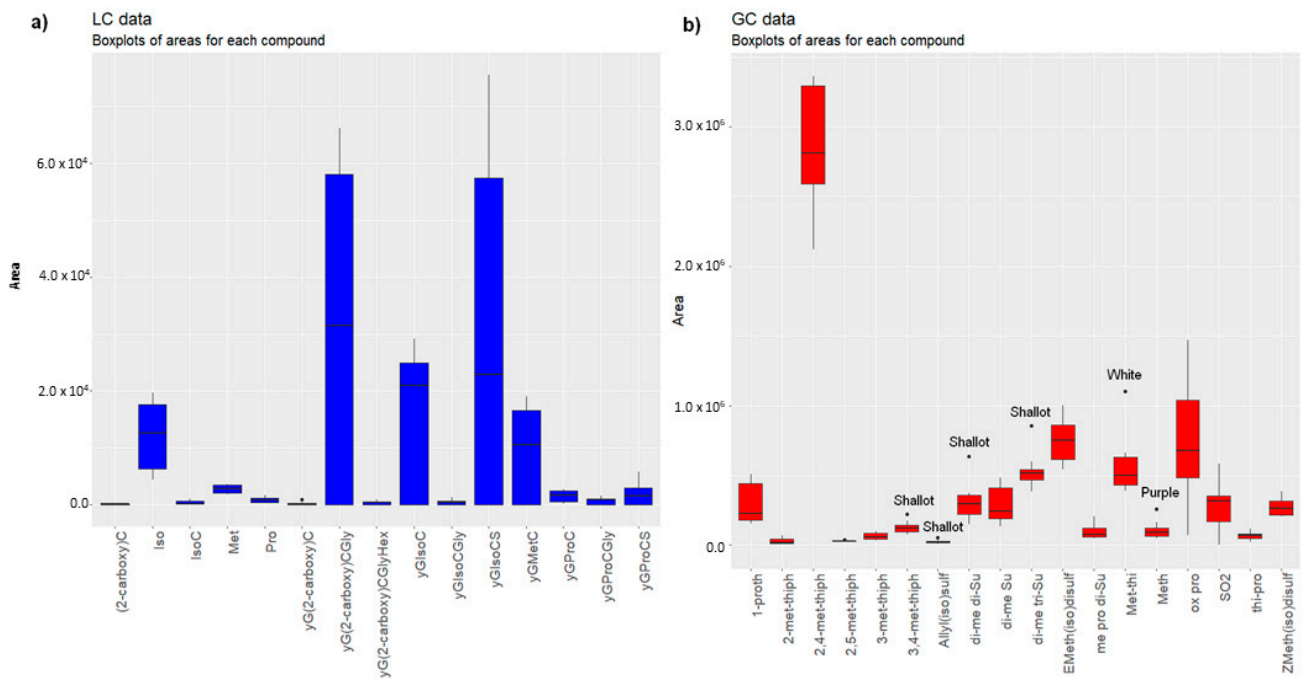 a)
LC data
Boxplots of areas for each compound
Area
6.0 x 10⁴
4.0 x 10⁴
2.0 x 10⁴
0.0
(2-carboxy)C
Iso
IsoC
Met
Pro
yG(2-carboxy)C
yG(2-carboxy)CGly
yG(2-carboxy)CGlyHex
yGIsoC
yGIsoCGly
yGIsoCS
yGMetC
yGProC
yGProCGly
yGProCS
b)
GC data
Boxplots of areas for each compound
Area
3.0 x 10⁶
2.0 x 10⁶
1.0 x 10⁶
0.0
White
Shallot
Shallot
Shallot
Purple
Shallot
1-proth
2-met-thiph
2,4-met-thiph
2,5-met-thiph
3-met-thiph
3,4-met-thiph
Allyl(iso)sulf
di-me di-Su
di-me Su
di-me tri-Su
EMeth(iso)disulf
me pro di-Su
Met-thi
Meth
ox pro
SO2
thi-pro
ZMeth(iso)disulf